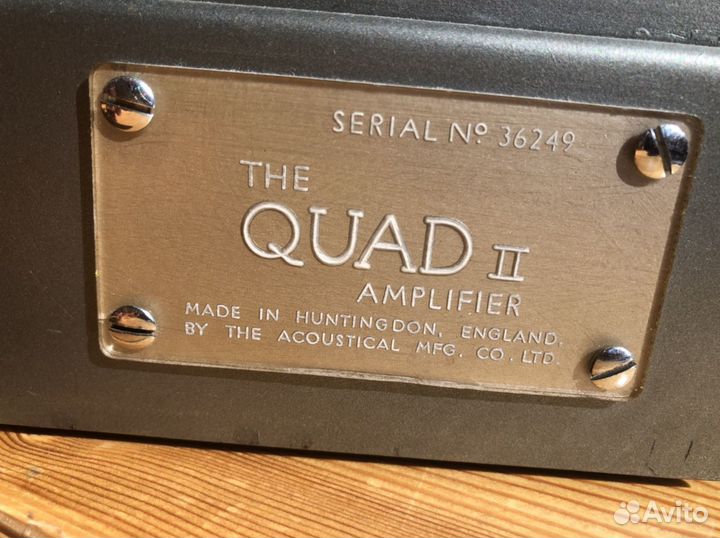 SERIAL Nº 36249
THE
QUAD II
AMPLIFIER
MADE IN HUNTINGDON, ENGLAND,
BY THE ACOUSTICAL MFG. CO. LTD.
Avito